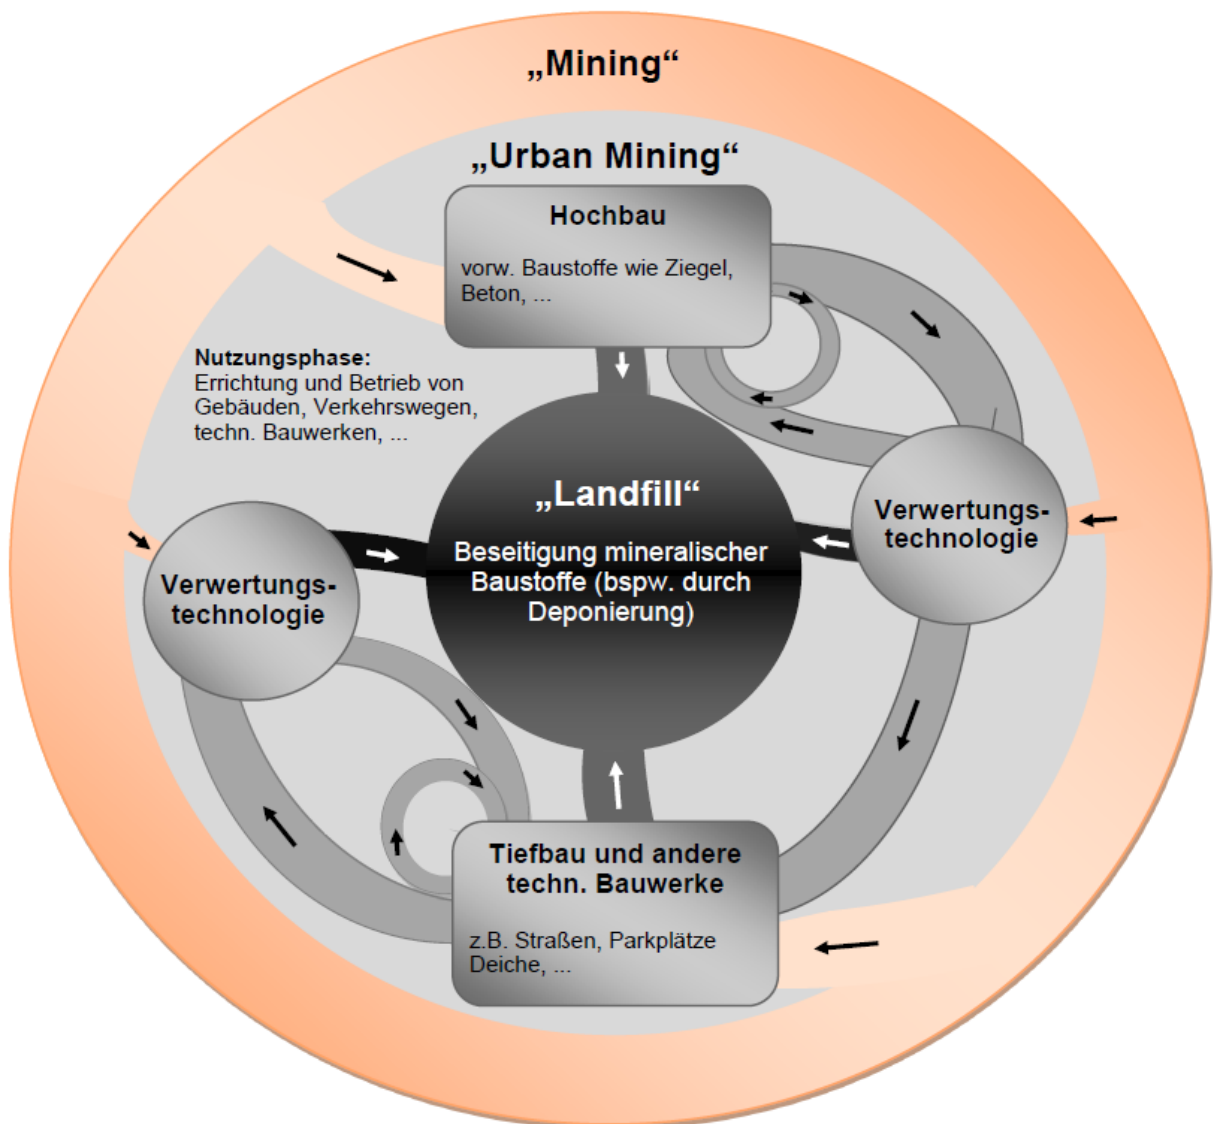 „Mining“
„Urban Mining“
Hochbau
vorw. Baustoffe wie Ziegel,
Beton, ...
Nutzungsphase:
Errichtung und Betrieb von
Gebäuden, Verkehrswegen,
techn. Bauwerken, ...
„Landfill“
Beseitigung mineralischer
Baustoffe (bspw. durch
Deponierung)
Verwertungs-
technologie
Verwertungs-
technologie
Tiefbau und andere
techn. Bauwerke
z.B. Straßen, Parkplätze
Deiche, ...